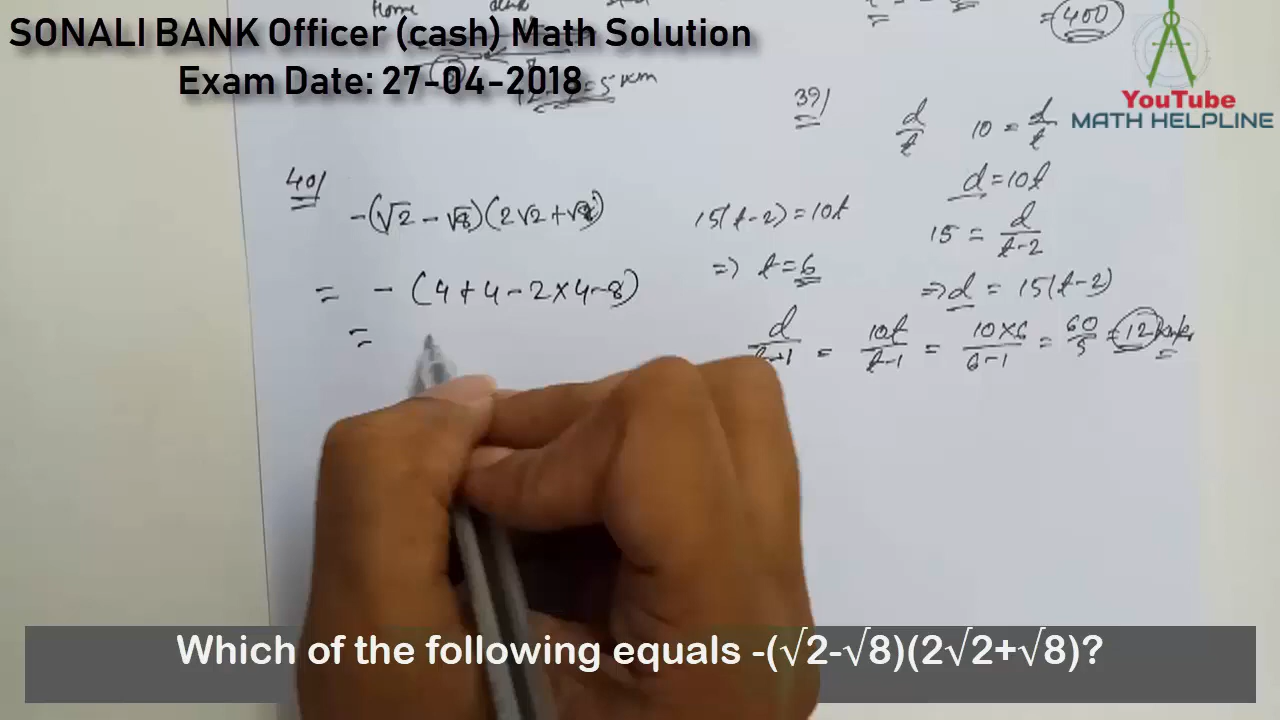 SONALI BANK Officer (cash) Math Solution
Exam Date: 27-04-2018
Home
= 400
YouTube
MATH HELPLINE
39/
d/t 10 = d/t
d = 10t
15 = d/t-2
=> d = 15(t-2)
15(t-2) = 10t
=> t = 6
= 10t/t-1 = 10×6/6-1 = 60/5 = 12
40/
-(√2 - √8)(2√2 + √8)
= - (4 + 4 - 2 × 4 - 8)
=
Which of the following equals -(√2-√8)(2√2+√8)?